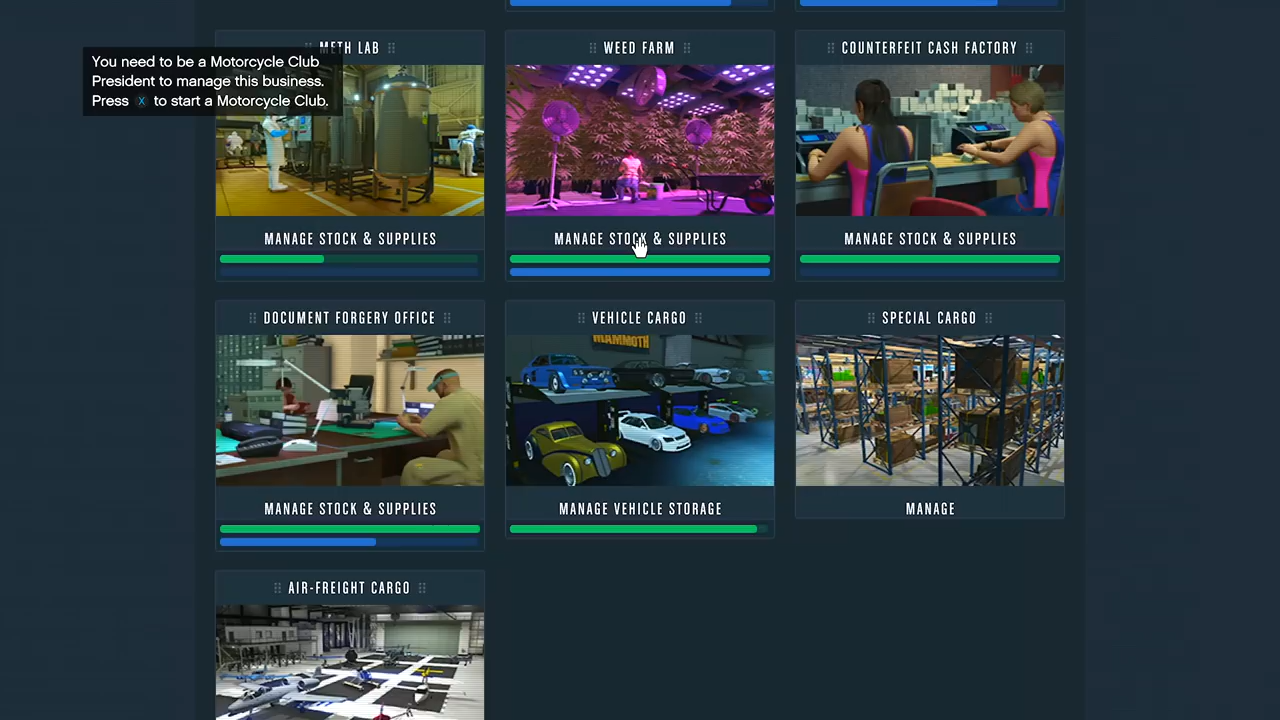 METH LAB
WEED FARM
COUNTERFEIT CASH FACTORY
You need to be a Motorcycle Club
President to manage this business.
Press X to start a Motorcycle Club.
MANAGE STOCK & SUPPLIES
MANAGE STOCK & SUPPLIES
MANAGE STOCK & SUPPLIES
DOCUMENT FORGERY OFFICE
VEHICLE CARGO
SPECIAL CARGO
MAMMOTH
MANAGE STOCK & SUPPLIES
MANAGE VEHICLE STORAGE
MANAGE
AIR-FREIGHT CARGO